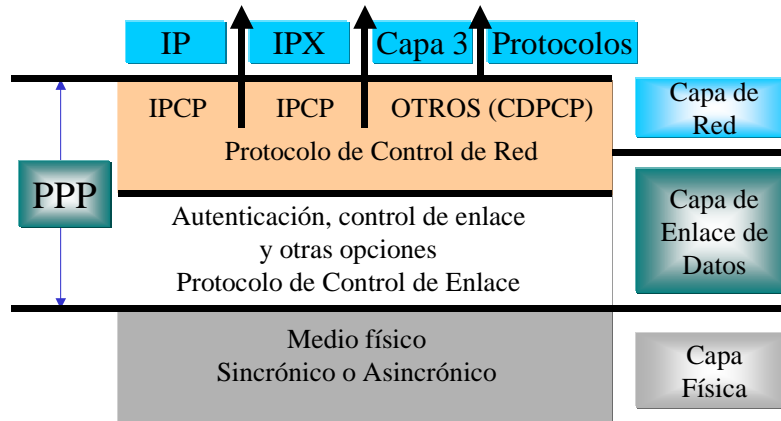 IP IPX Capa 3 Protocolos
IPCP IPCP OTROS (CDPCP)
Protocolo de Control de Red
Capa de
Red
PPP
Autenticación, control de enlace
y otras opciones
Protocolo de Control de Enlace
Capa de
Enlace de
Datos
Medio físico
Sincrónico o Asincrónico
Capa
Física